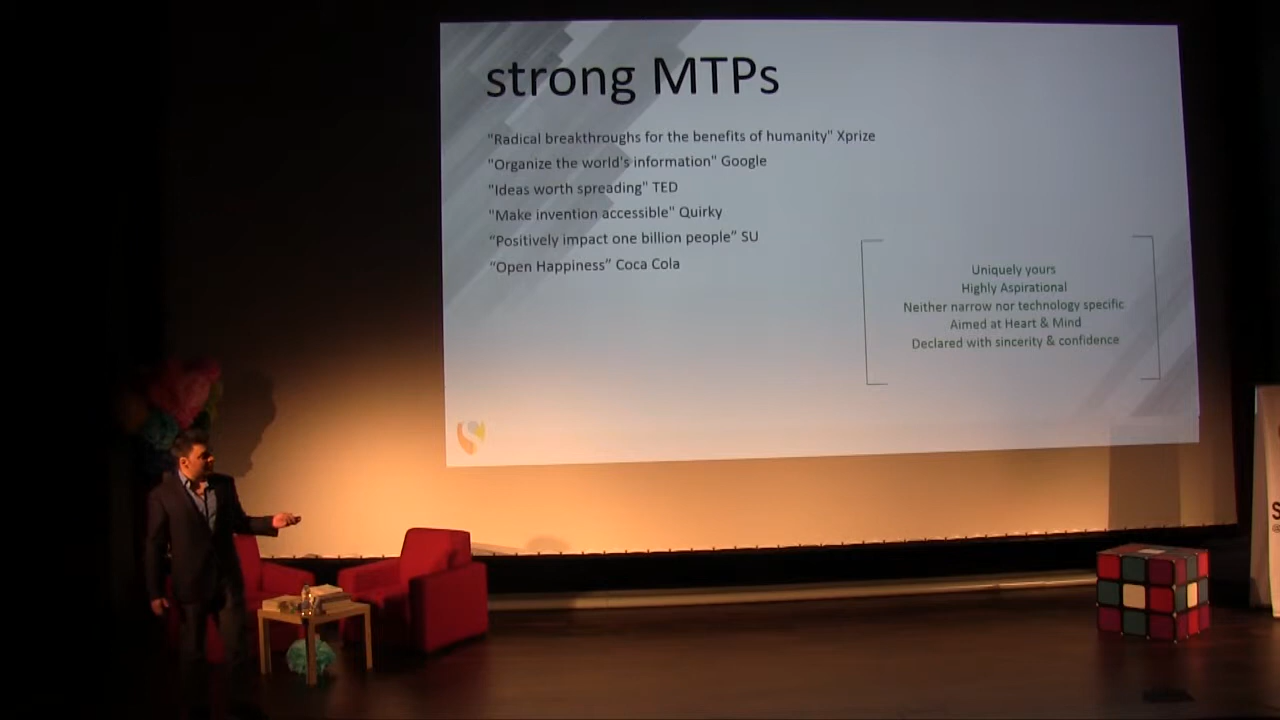 strong MTPs
"Radical breakthroughs for the benefits of humanity" Xprize
"Organize the world's information" Google
"Ideas worth spreading" TED
"Make invention accessible" Quirky
“Positively impact one billion people” SU
“Open Happiness” Coca Cola
Uniquely yours
Highly Aspirational
Neither narrow nor technology specific
Aimed at Heart & Mind
Declared with sincerity & confidence